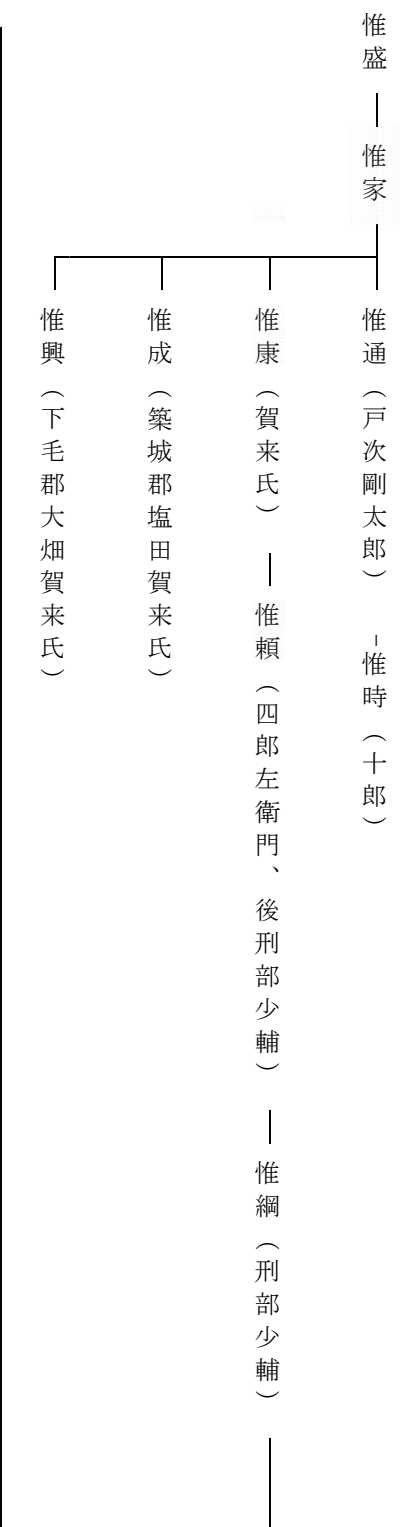 惟盛
惟家
惟通（戸次剛太郎）
惟時（十郎）
惟康（賀来氏）
惟頼（四郎左衛門、後刑部少輔）
惟綱（刑部少輔）
惟成（築城郡塩田賀来氏）
惟興（下毛郡大畑賀来氏）